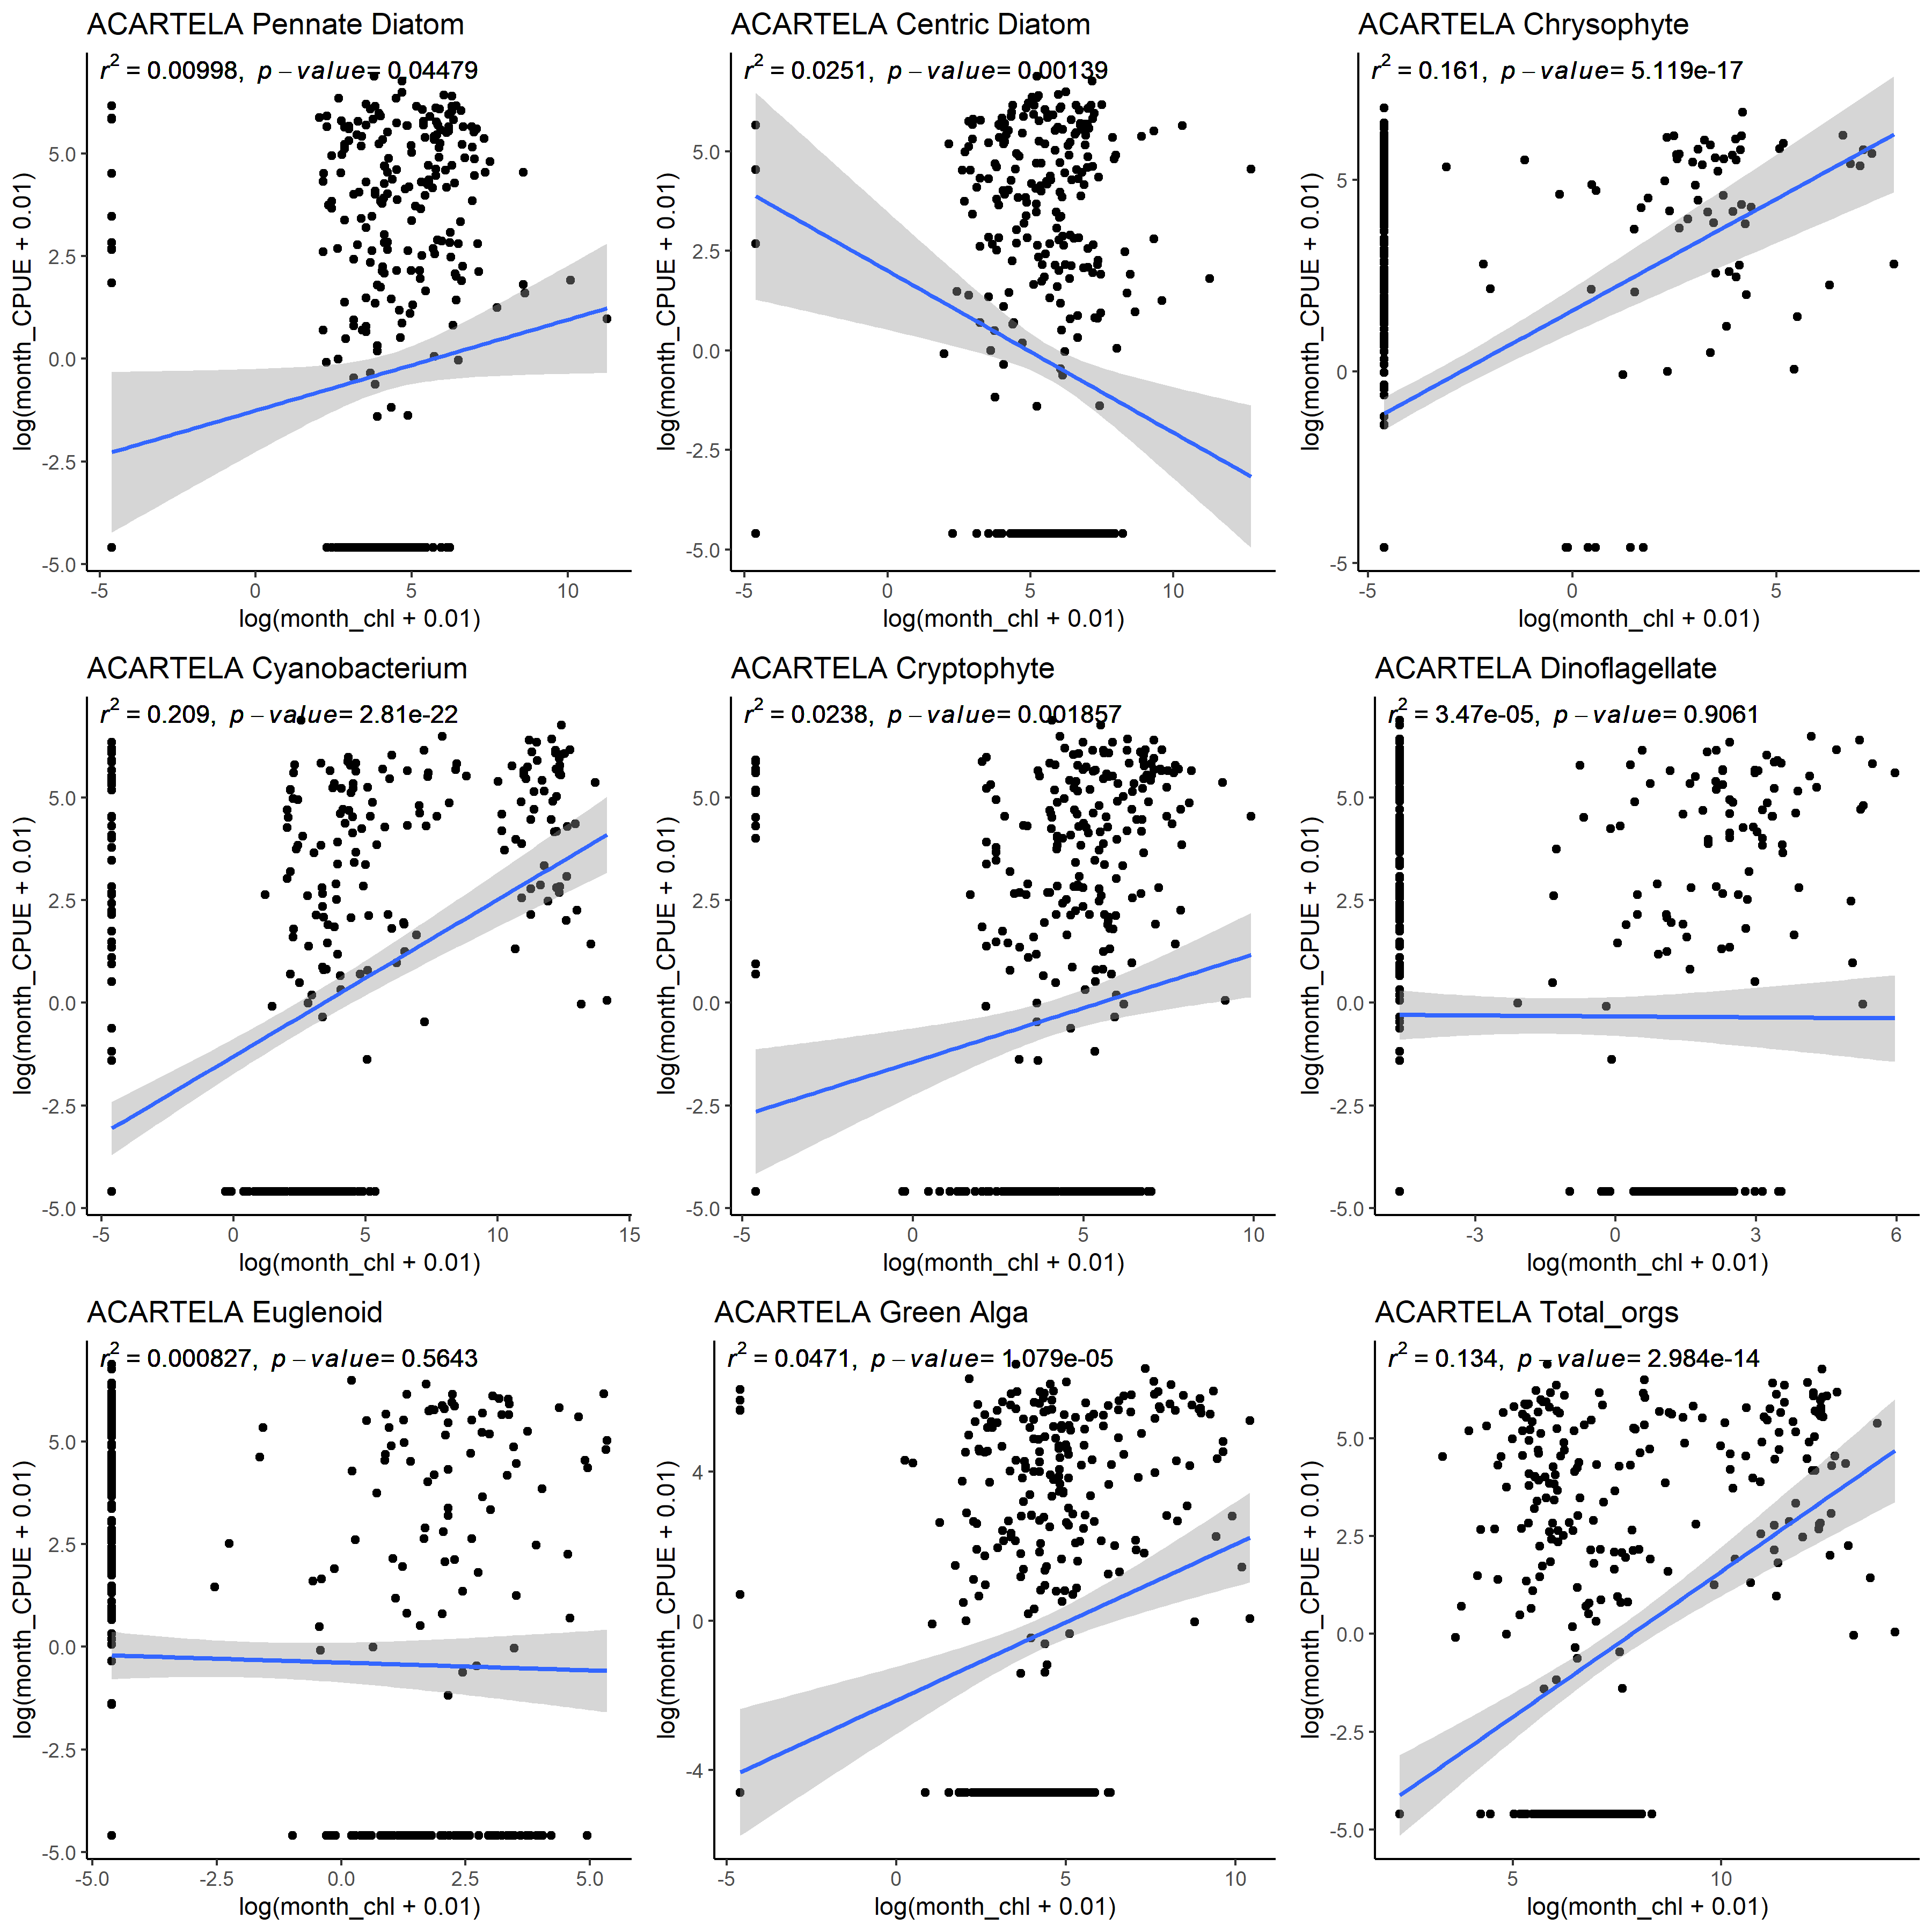 ACARTELA Pennate Diatom
r² = 0.00998, p − value= 0.04479
log(month_CPUE + 0.01)
5.0
2.5
0.0
-2.5
-5.0
-5 0 5 10
log(month_chl + 0.01)
ACARTELA Centric Diatom
r² = 0.0251, p − value= 0.00139
log(month_CPUE + 0.01)
5.0
2.5
0.0
-2.5
-5.0
-5 0 5 10
log(month_chl + 0.01)
ACARTELA Chrysophyte
r² = 0.161, p − value= 5.119e-17
log(month_CPUE + 0.01)
5
0
-5
-5 0 5
log(month_chl + 0.01)
ACARTELA Cyanobacterium
r² = 0.209, p − value= 2.81e-22
log(month_CPUE + 0.01)
5.0
2.5
0.0
-2.5
-5.0
-5 0 5 10 15
log(month_chl + 0.01)
ACARTELA Cryptophyte
r² = 0.0238, p − value= 0.001857
log(month_CPUE + 0.01)
5.0
2.5
0.0
-2.5
-5.0
-5 0 5 10
log(month_chl + 0.01)
ACARTELA Dinoflagellate
r² = 3.47e-05, p − value= 0.9061
log(month_CPUE + 0.01)
5.0
2.5
0.0
-2.5
-5.0
-3 0 3 6
log(month_chl + 0.01)
ACARTELA Euglenoid
r² = 0.000827, p − value= 0.5643
log(month_CPUE + 0.01)
5.0
2.5
0.0
-2.5
-5.0
-5.0 -2.5 0.0 2.5 5.0
log(month_chl + 0.01)
ACARTELA Green Alga
r² = 0.0471, p − value= 1.079e-05
log(month_CPUE + 0.01)
4
0
-4
-5 0 5 10
log(month_chl + 0.01)
ACARTELA Total_orgs
r² = 0.134, p − value= 2.984e-14
log(month_CPUE + 0.01)
5.0
2.5
0.0
-2.5
-5.0
5 10
log(month_chl + 0.01)